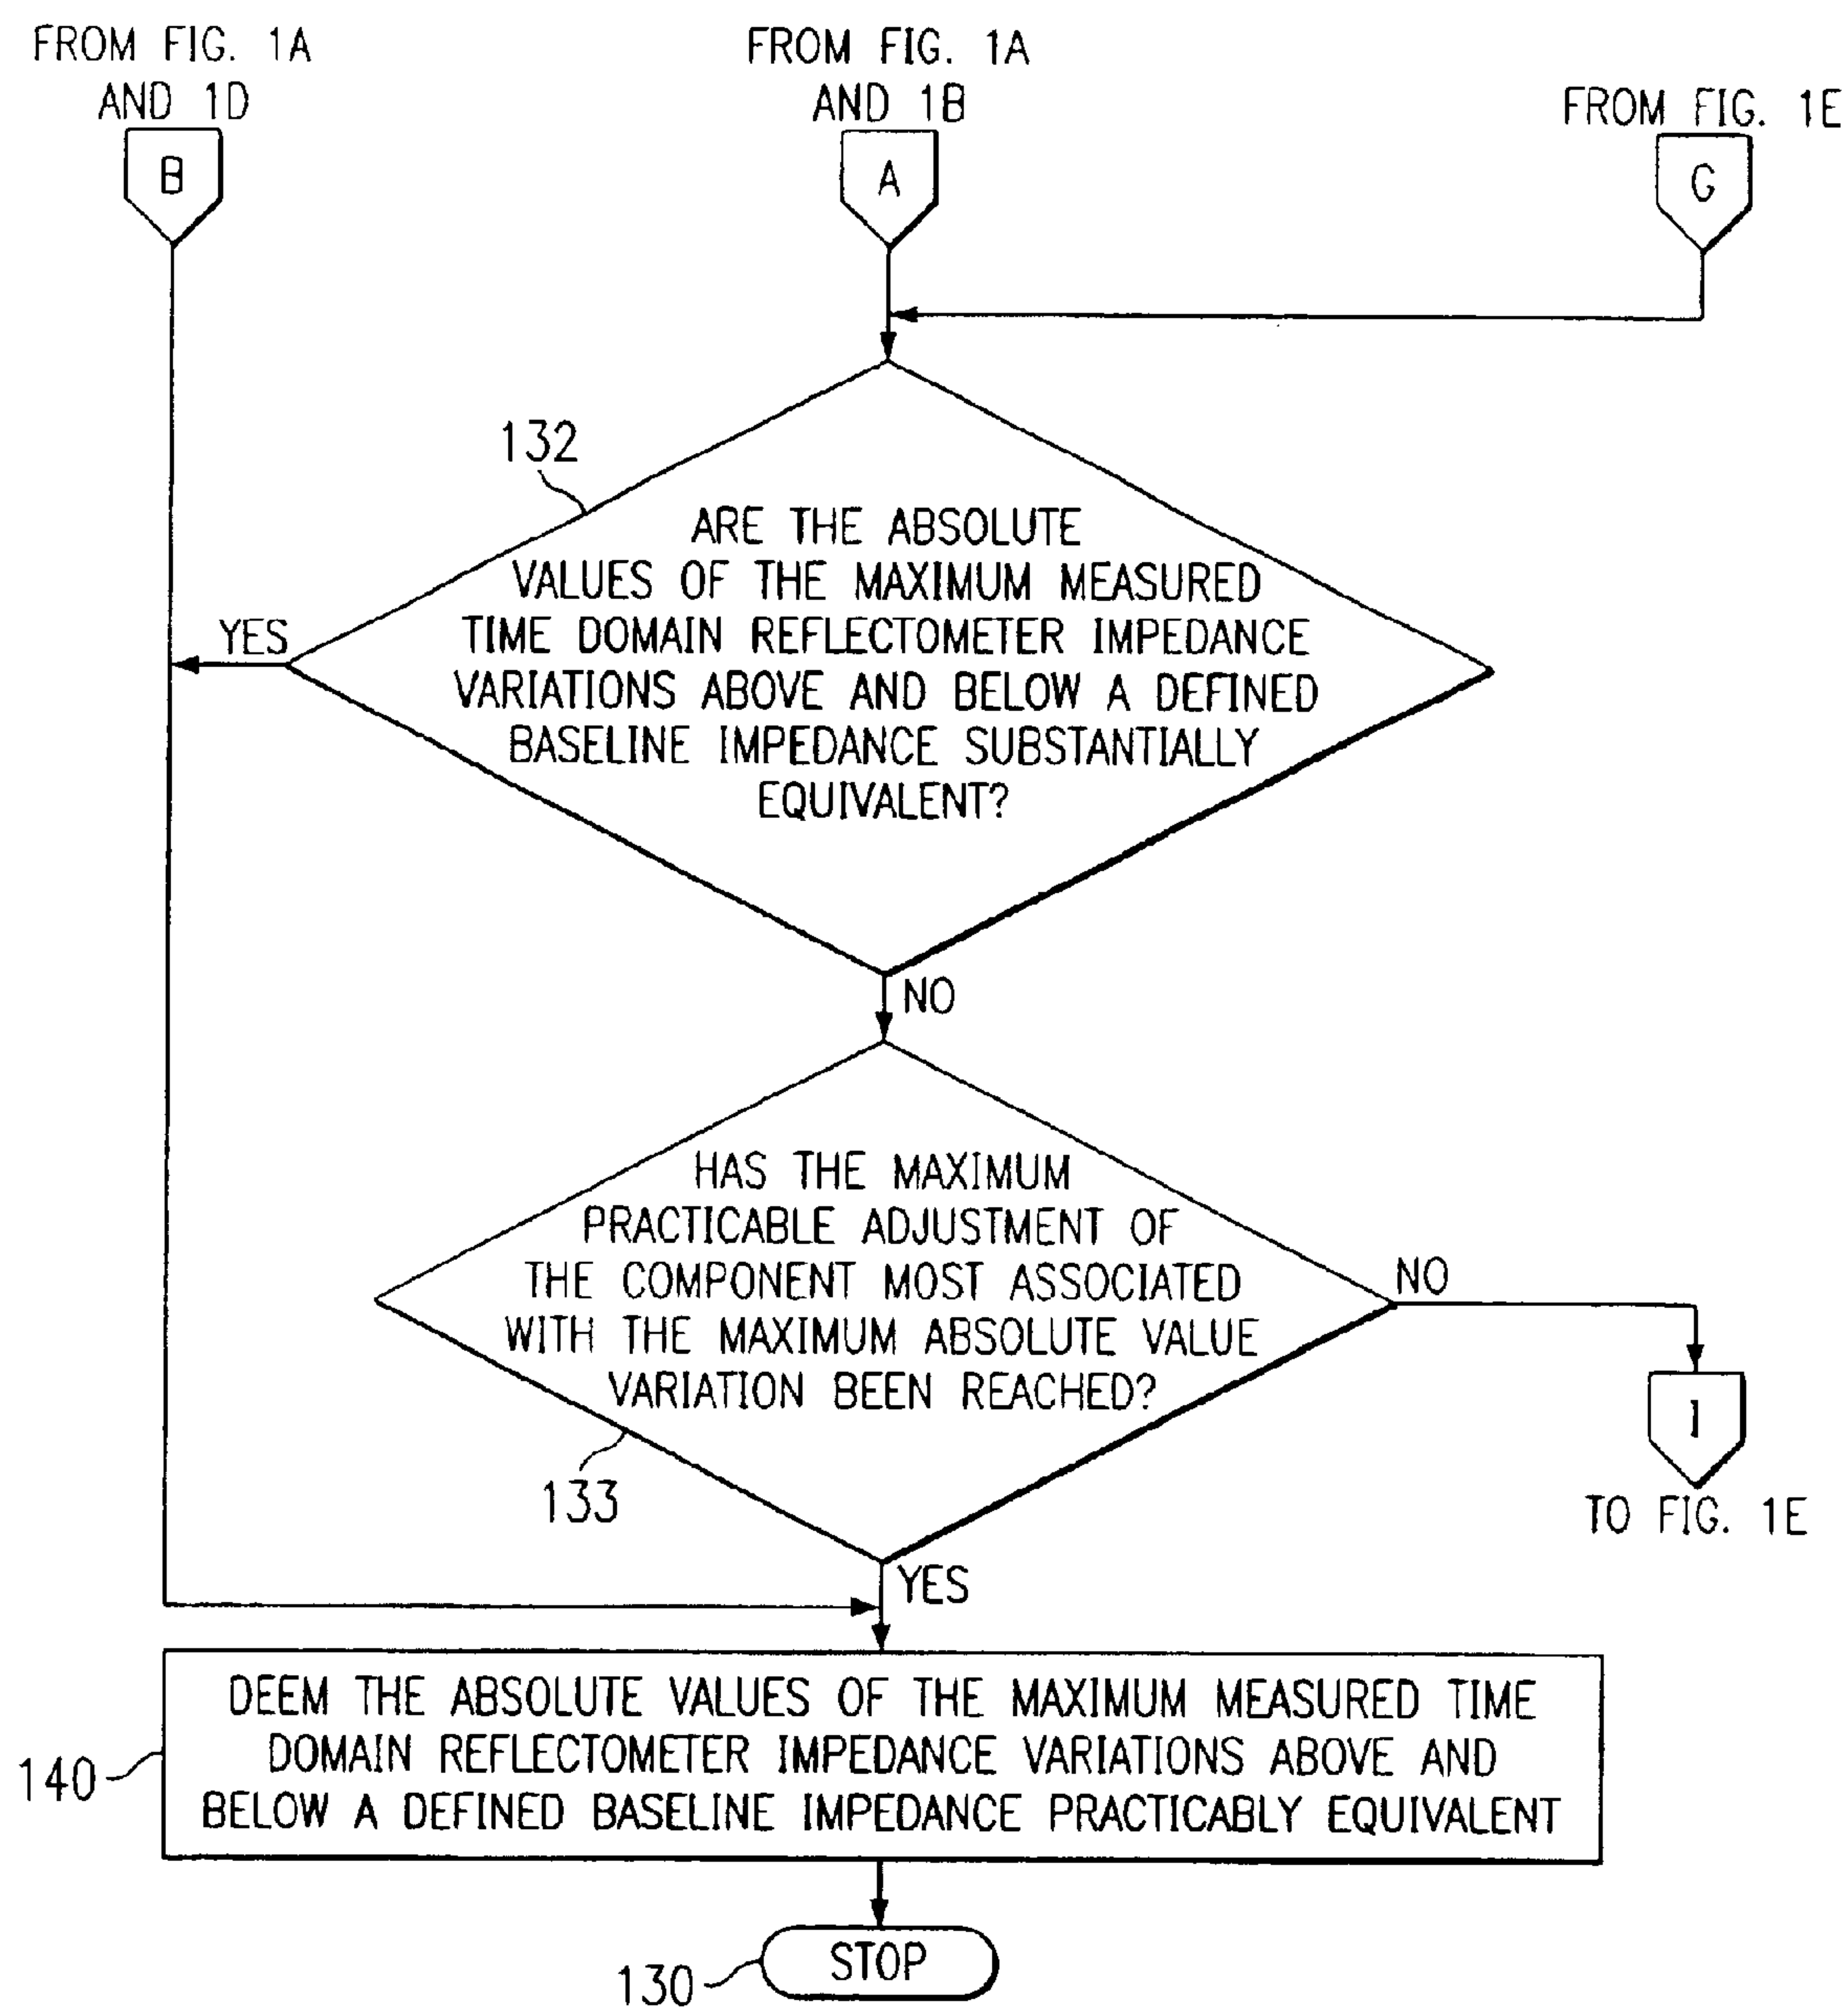 FROM FIG. 1A
AND 1D
B
FROM FIG. 1A
AND 1B
A
FROM FIG. 1E
G
132
ARE THE ABSOLUTE
VALUES OF THE MAXIMUM MEASURED
TIME DOMAIN REFLECTOMETER IMPEDANCE
VARIATIONS ABOVE AND BELOW A DEFINED
BASELINE IMPEDANCE SUBSTANTIALLY
EQUIVALENT?
YES
NO
HAS THE MAXIMUM
PRACTICABLE ADJUSTMENT OF
THE COMPONENT MOST ASSOCIATED
WITH THE MAXIMUM ABSOLUTE VALUE
VARIATION BEEN REACHED?
NO
I
TO FIG. 1E
133
YES
DEEM THE ABSOLUTE VALUES OF THE MAXIMUM MEASURED TIME
DOMAIN REFLECTOMETER IMPEDANCE VARIATIONS ABOVE AND
BELOW A DEFINED BASELINE IMPEDANCE PRACTICABLY EQUIVALENT
140
STOP
130